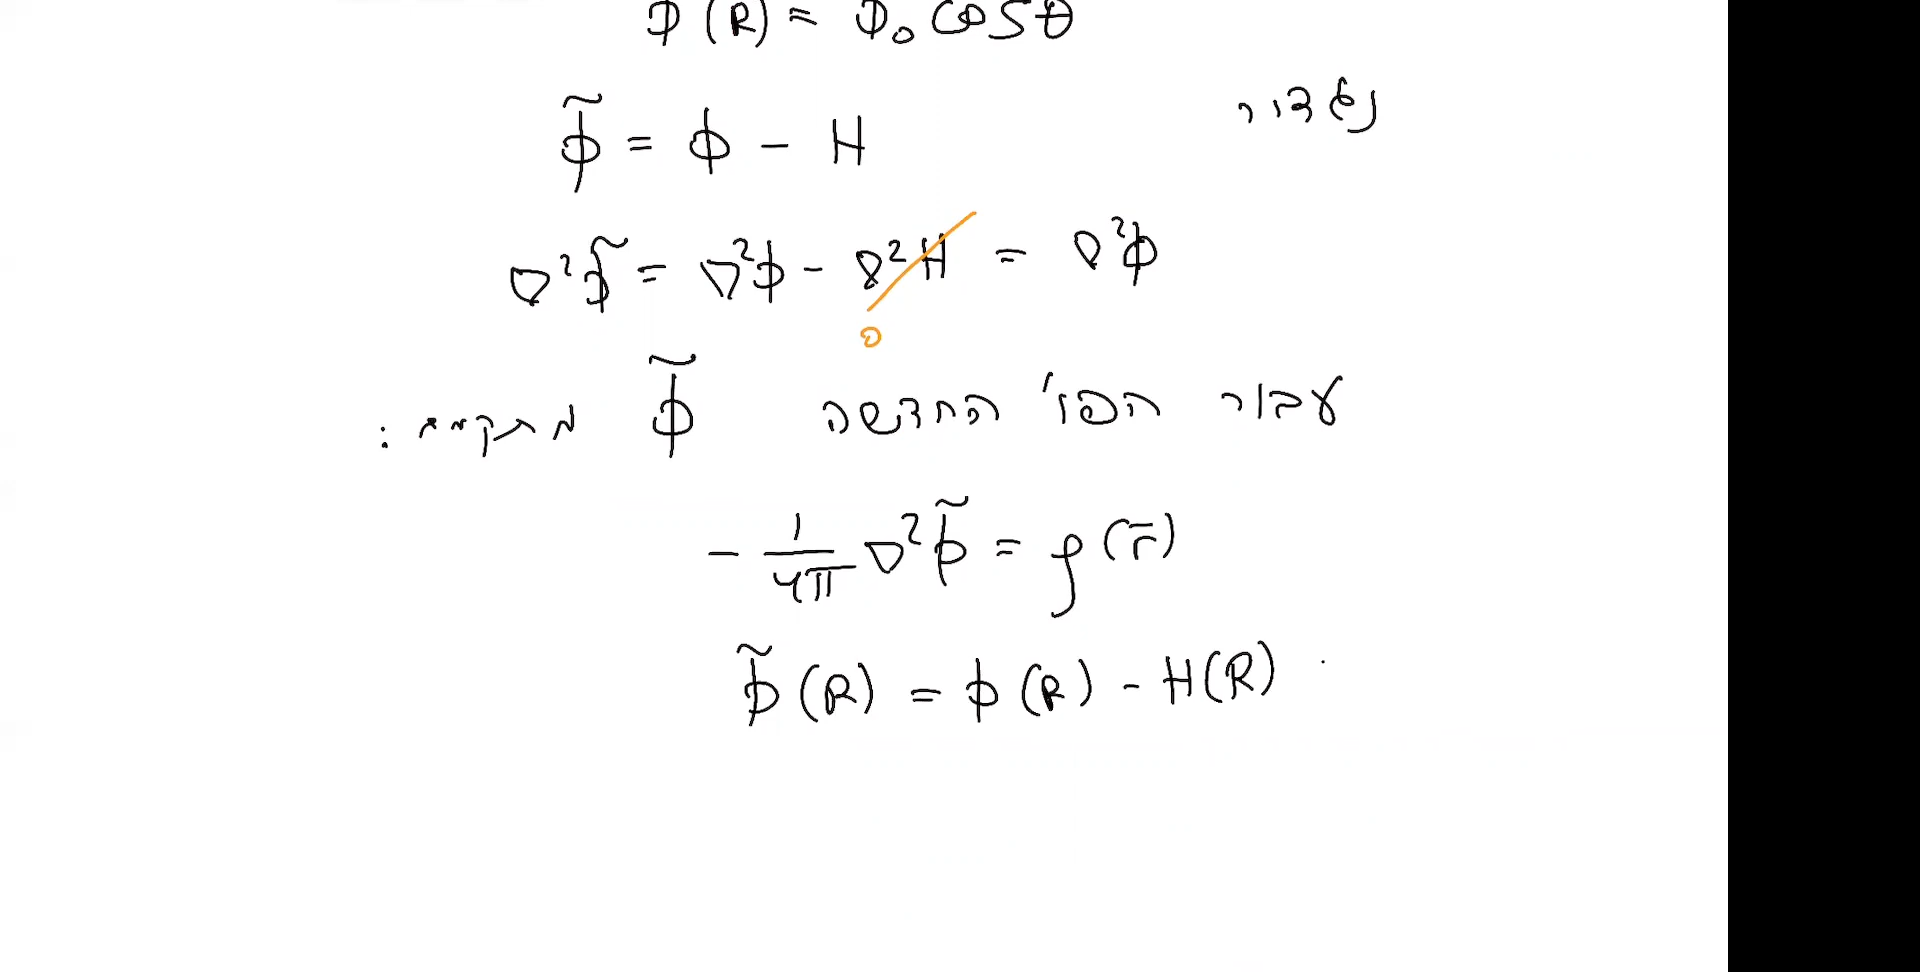 Φ(R) = Φ₀ cosθ
נגדיר
ϕ̃ = ϕ - H
∇²ϕ̃ = ∇²ϕ - ∇²H = ∇²ϕ
0
עבור הפו' החדשה ϕ̃ מתקיים :
- 1/4π ∇²ϕ̃ = ρ(r̄)
ϕ̃(R) = ϕ(R) - H(R)